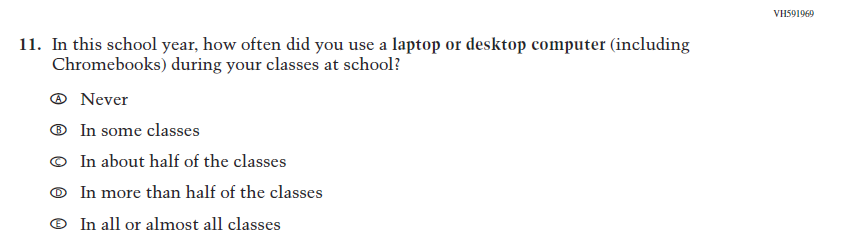 VH591969
11. In this school year, how often did you use a laptop or desktop computer (including
Chromebooks) during your classes at school?
A Never
B In some classes
C In about half of the classes
D In more than half of the classes
E In all or almost all classes